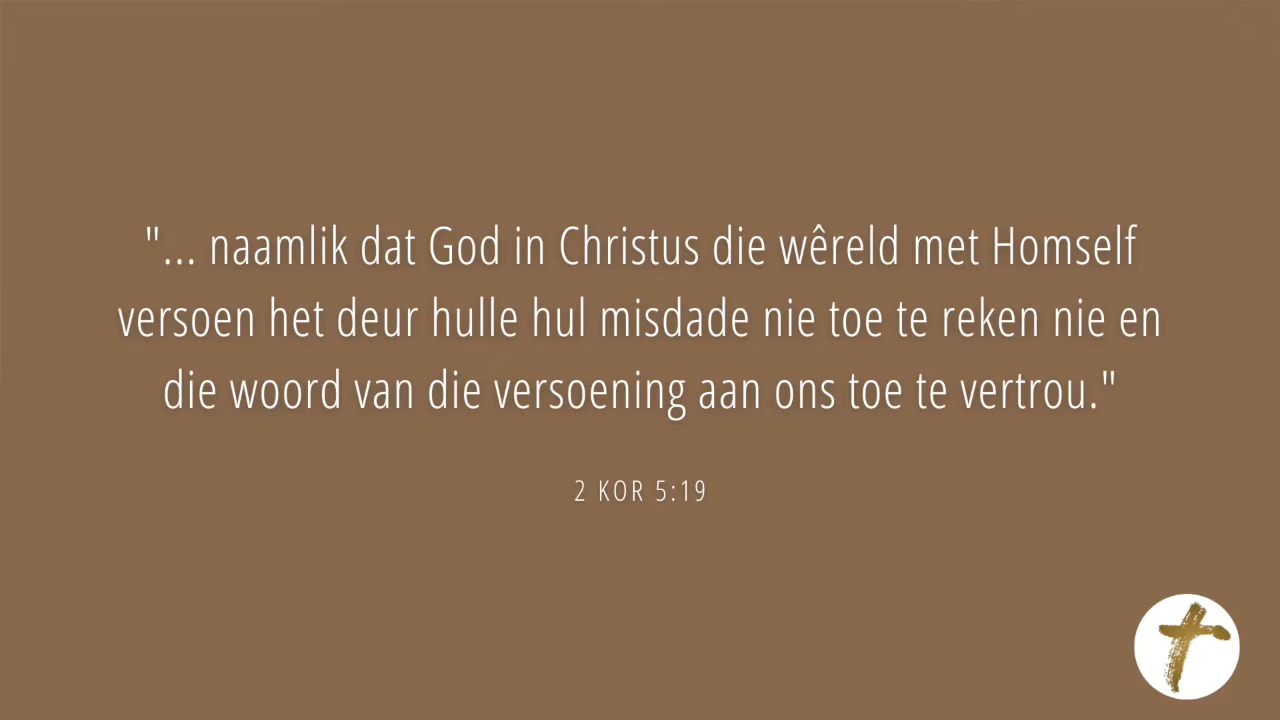 "... naamlik dat God in Christus die wêreld met Homself
versoen het deur hulle hul misdade nie toe te reken nie en
die woord van die versoening aan ons toe te vertrou."
2 KOR 5:19